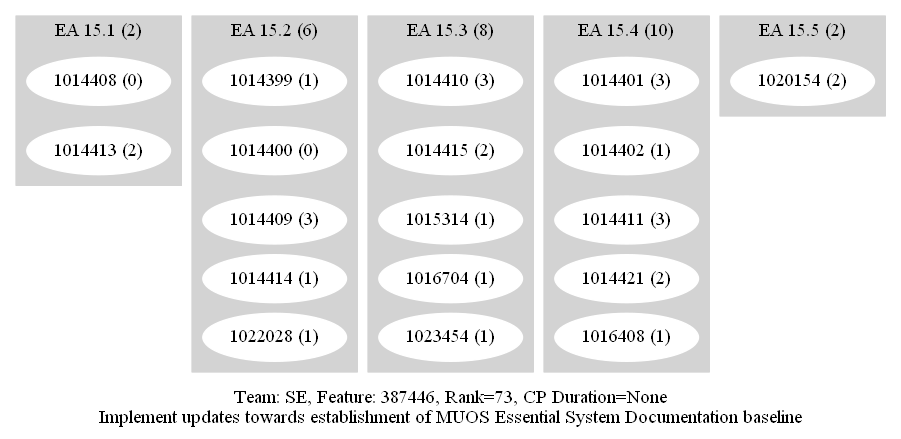 EA 15.1 (2)
1014408 (0)
1014413 (2)
EA 15.2 (6)
1014399 (1)
1014400 (0)
1014409 (3)
1014414 (1)
1022028 (1)
EA 15.3 (8)
1014410 (3)
1014415 (2)
1015314 (1)
1016704 (1)
1023454 (1)
EA 15.4 (10)
1014401 (3)
1014402 (1)
1014411 (3)
1014421 (2)
1016408 (1)
EA 15.5 (2)
1020154 (2)
Team: SE, Feature: 387446, Rank=73, CP Duration=None
Implement updates towards establishment of MUOS Essential System Documentation baseline